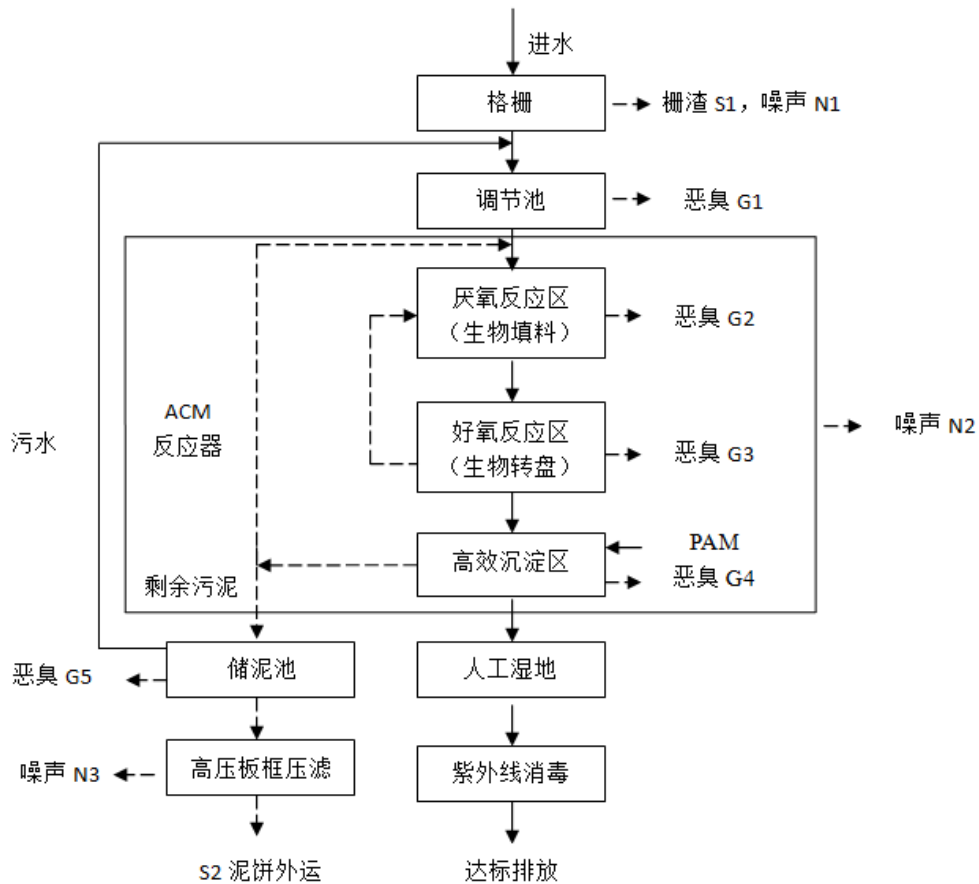 进水
格栅
栅渣 S1，噪声 N1
调节池
恶臭 G1
厌氧反应区
（生物填料）
恶臭 G2
ACM
反应器
污水
好氧反应区
（生物转盘）
恶臭 G3
噪声 N2
高效沉淀区
PAM
恶臭 G4
剩余污泥
储泥池
恶臭 G5
人工湿地
噪声 N3
高压板框压滤
紫外线消毒
S2 泥饼外运
达标排放